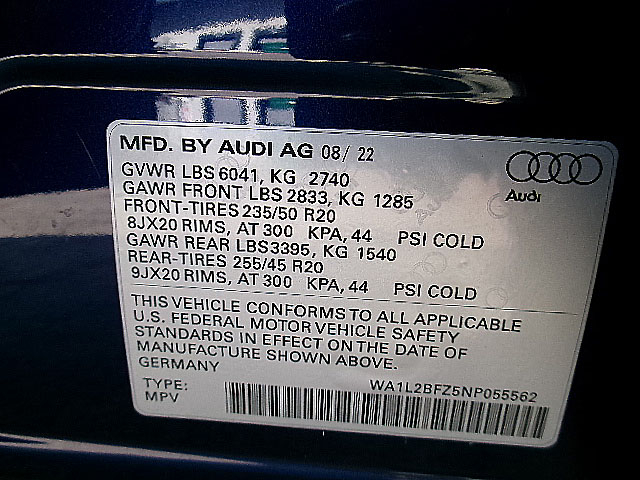 MFD. BY AUDI AG 08/ 22
GVWR LBS 6041, KG 2740
GAWR FRONT LBS 2833, KG 1285
Audi
FRONT-TIRES 235/50 R20
8JX20 RIMS, AT 300 KPA, 44 PSI COLD
GAWR REAR LBS3395, KG 1540
REAR-TIRES 255/45 R20
9JX20 RIMS, AT 300 KPA, 44 PSI COLD
THIS VEHICLE CONFORMS TO ALL APPLICABLE
U.S. FEDERAL MOTOR VEHICLE SAFETY
STANDARDS IN EFFECT ON THE DATE OF
MANUFACTURE SHOWN ABOVE.
GERMANY
TYPE: WA1L2BFZ5NP055562
MPV